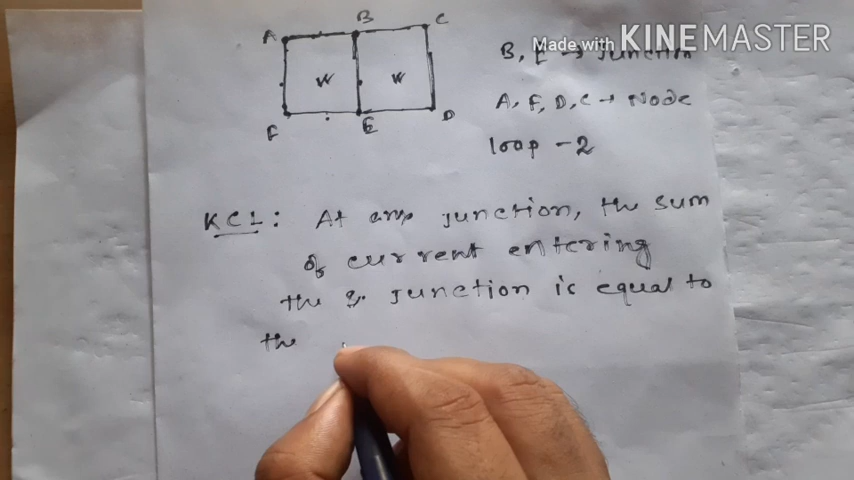 Made with KINEMASTER
A B C
W W
F E D
B, E → Junction
A, F, D, C → Node
loop - 2
KCL: At any junction, the sum
of current entering
the junction is equal to
the